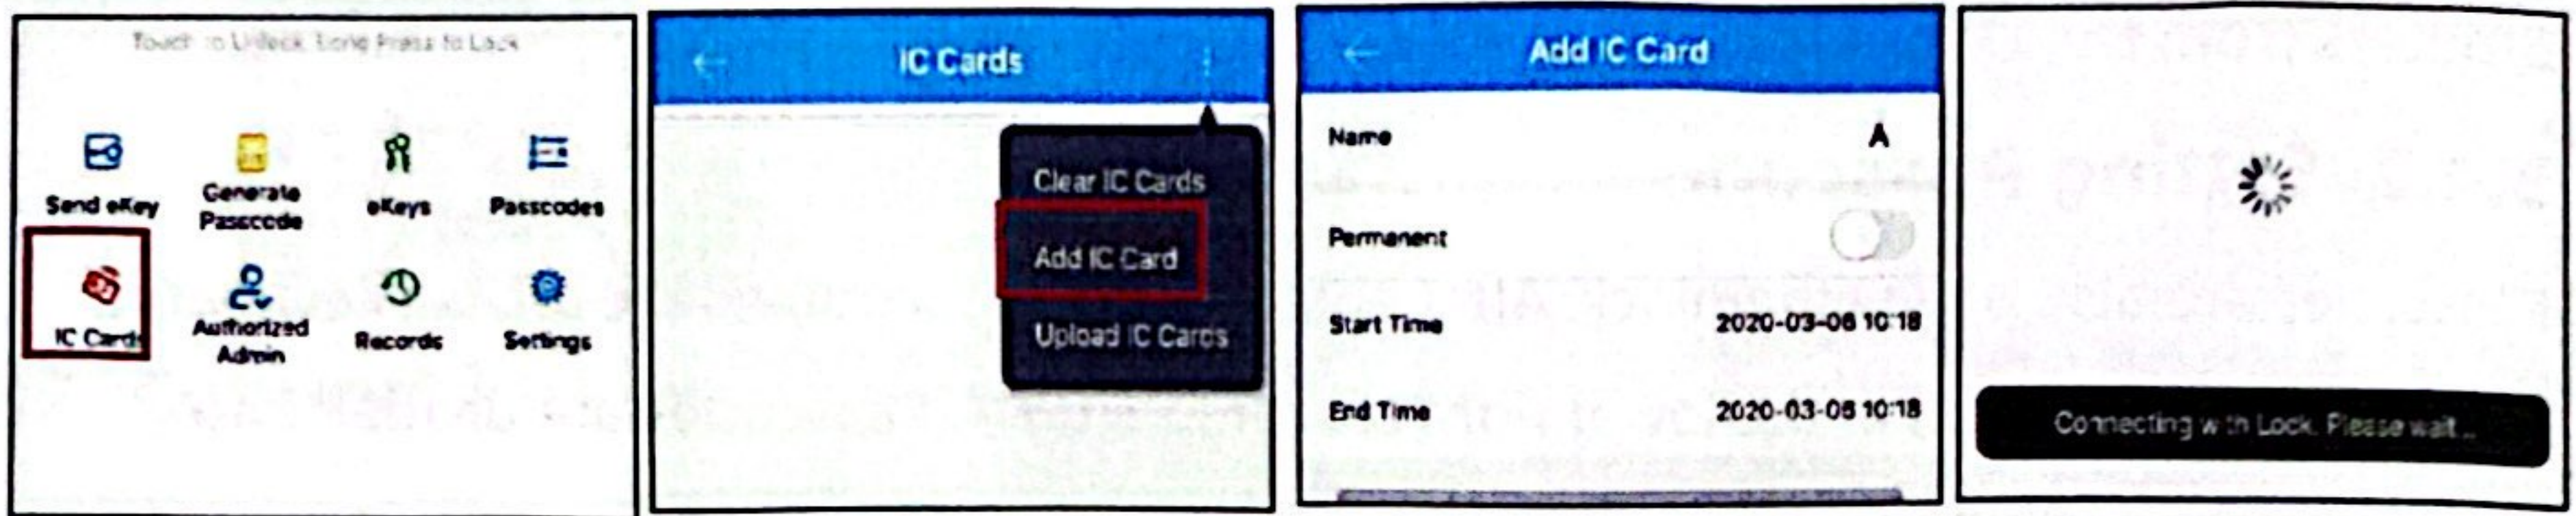 Touch to Unlock, Long Press to Lock
Send eKey
Generate
Passcode
eKeys
Passcodes
IC Cards
Authorized
Admin
Records
Settings
IC Cards
Clear IC Cards
Add IC Card
Upload IC Cards
Add IC Card
Name A
Permanent
Start Time 2020-03-06 10:18
End Time 2020-03-06 10:18
Connecting with Lock. Please wait...